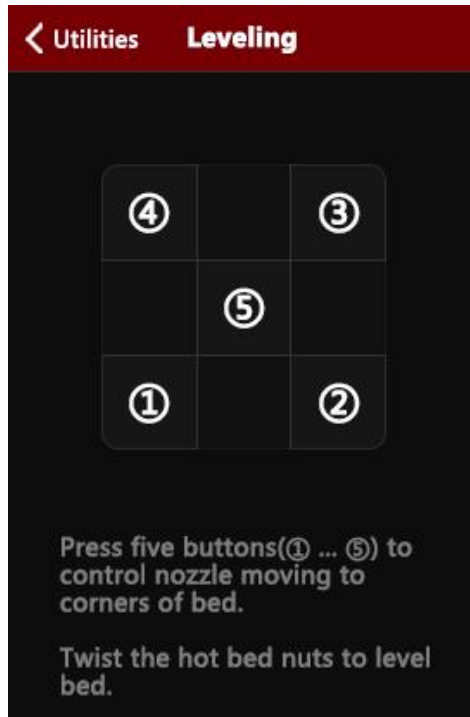 Utilities Leveling
④ ③
⑤
① ②
Press five buttons(① ... ⑤) to
control nozzle moving to
corners of bed.
Twist the hot bed nuts to level
bed.